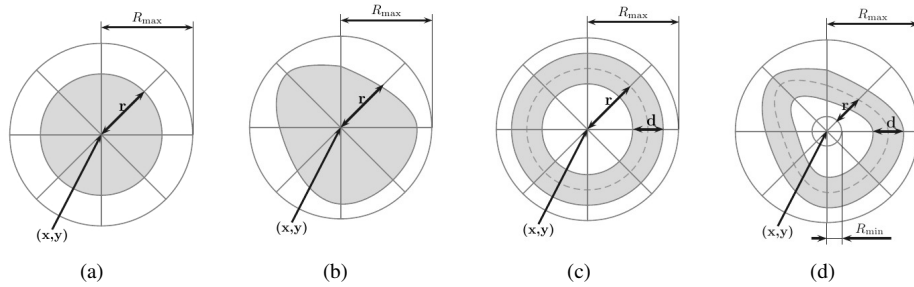 R_max
r
(x,y)
(a)
R_max
r
(x,y)
(b)
R_max
r
d
(x,y)
(c)
R_max
r
d
(x,y)
R_min
(d)